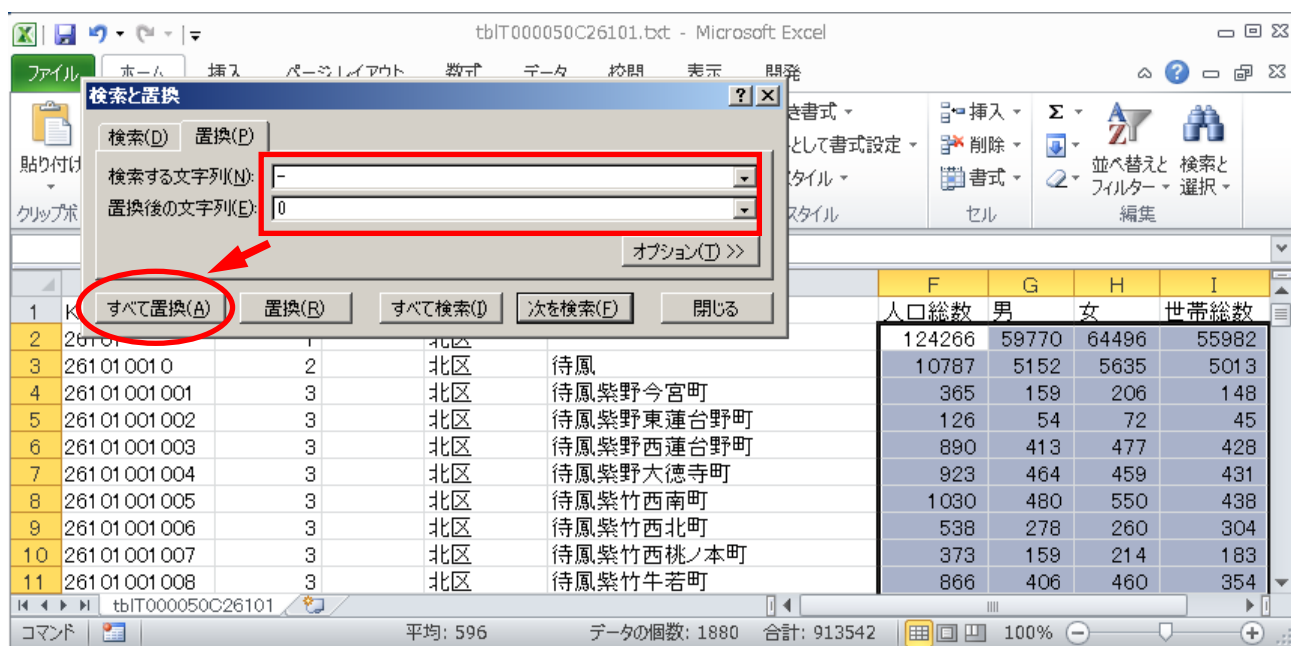 tblT000050C26101.txt - Microsoft Excel
ファイル ホーム 挿入 ページレイアウト 数式 データ 校閲 表示 開発
検索と置換
検索(D) 置換(P)
検索する文字列(N): -
置換後の文字列(E): 0
オプション(T) >>
すべて置換(A) 置換(R) すべて検索(I) 次を検索(F) 閉じる
貼り付け
クリップボ
き書式
として書式設定
スタイル
スタイル
挿入
削除
書式
セル
Σ
並べ替えと
フィルター
検索と
選択
編集
F G H I
1 K 人口総数 男 女 世帯総数
2 26101 1 北区 124266 59770 64496 55982
3 261010010 2 北区 待鳳 10787 5152 5635 5013
4 26101001001 3 北区 待鳳紫野今宮町 365 159 206 148
5 26101001002 3 北区 待鳳紫野東蓮台野町 126 54 72 45
6 26101001003 3 北区 待鳳紫野西蓮台野町 890 413 477 428
7 26101001004 3 北区 待鳳紫野大徳寺町 923 464 459 431
8 26101001005 3 北区 待鳳紫竹西南町 1030 480 550 438
9 26101001006 3 北区 待鳳紫竹西北町 538 278 260 304
10 26101001007 3 北区 待鳳紫竹西桃ノ本町 373 159 214 183
11 26101001008 3 北区 待鳳紫竹牛若町 866 406 460 354
tblT000050C26101
コマンド 平均: 596 データの個数: 1880 合計: 913542 100%